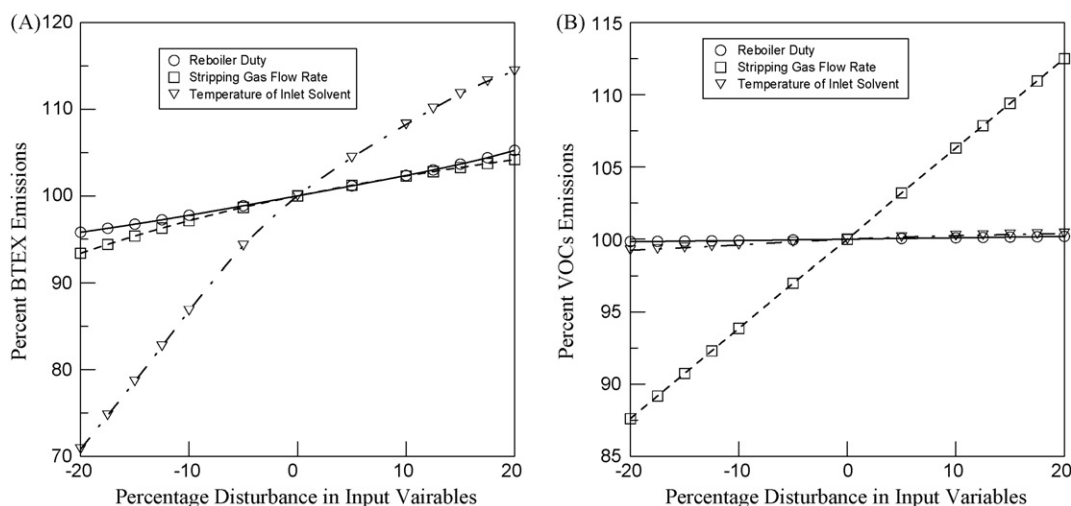 (A)
120
110
100
90
80
70
Percent BTEX Emissions
Reboiler Duty
Stripping Gas Flow Rate
Temperature of Inlet Solvent
-20
-10
0
10
20
Percentage Disturbance in Input Vairables
(B)
115
110
105
100
95
90
85
Percent VOCs Emissions
Reboiler Duty
Stripping Gas Flow Rate
Temperature of Inlet Solvent
-20
-10
0
10
20
Percentage Disturbance in Input Variables